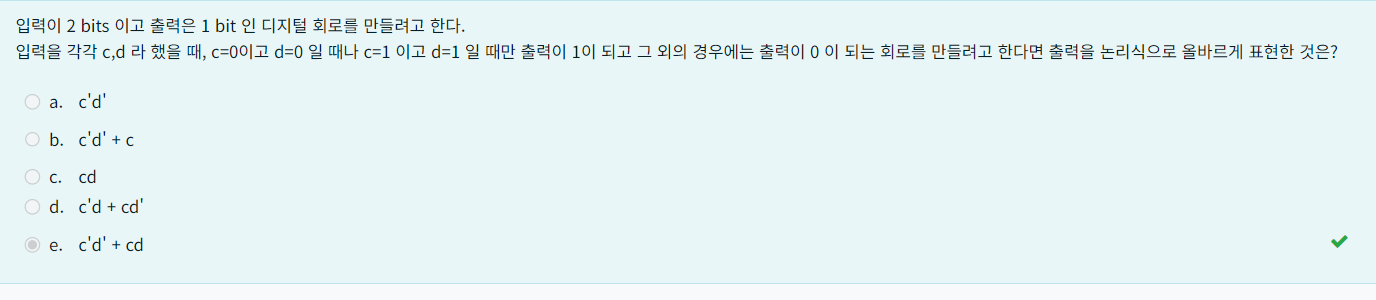 입력이 2 bits 이고 출력은 1 bit 인 디지털 회로를 만들려고 한다.
입력을 각각 c,d 라 했을 때, c=0이고 d=0 일 때나 c=1 이고 d=1 일 때만 출력이 1이 되고 그 외의 경우에는 출력이 0 이 되는 회로를 만들려고 한다면 출력을 논리식으로 올바르게 표현한 것은?
a. c'd'
b. c'd' + c
c. cd
d. c'd + cd'
e. c'd' + cd